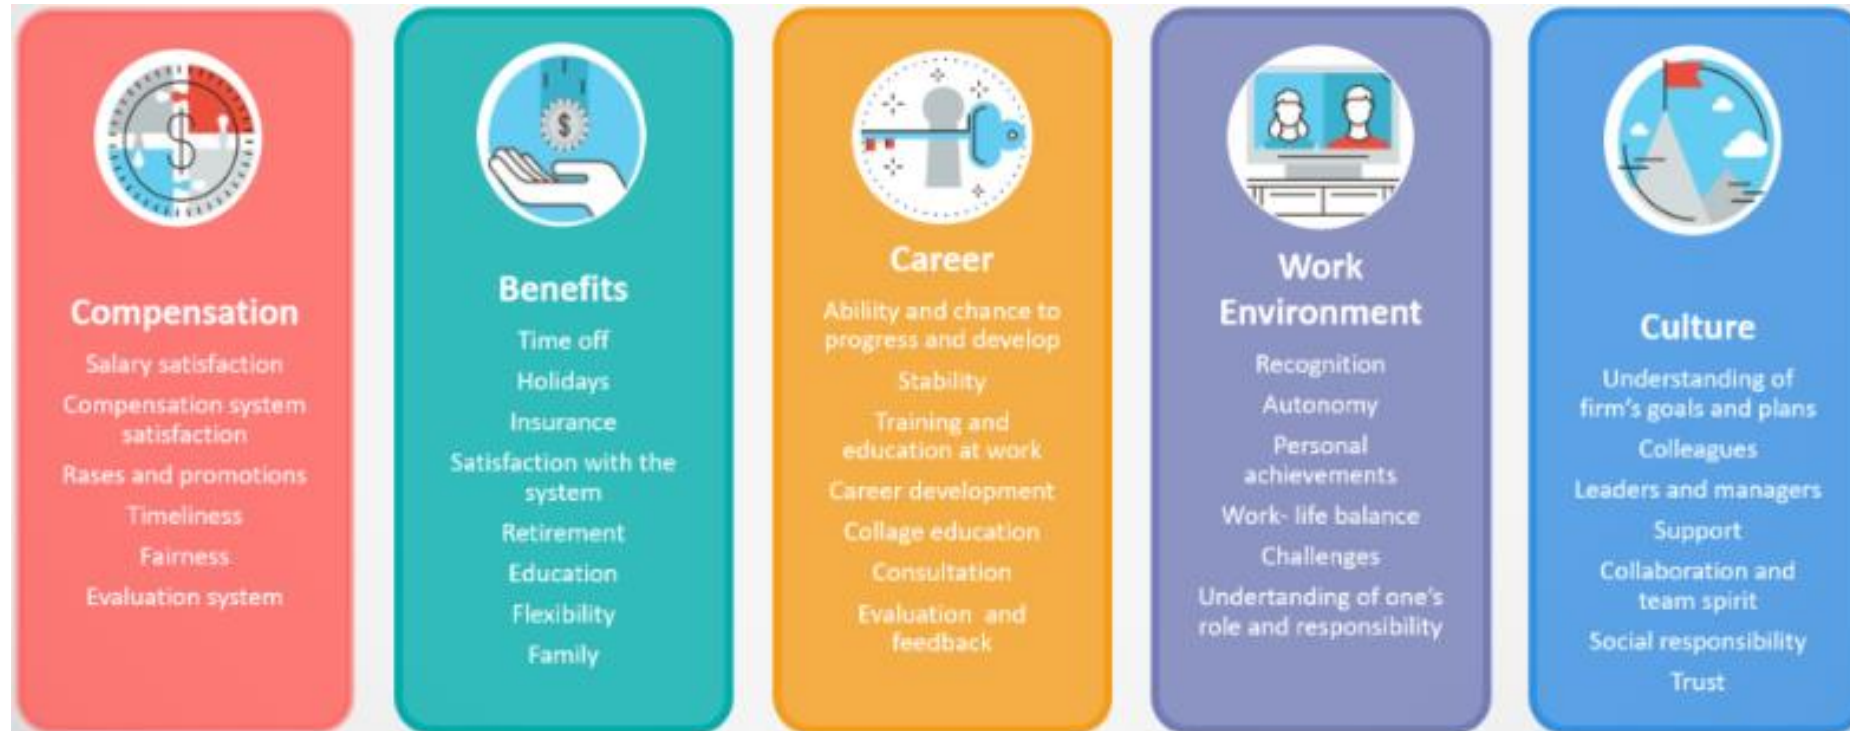 Compensation
Salary satisfaction
Compensation system
satisfaction
Rases and promotions
Timeliness
Fairness
Evaluation system
Benefits
Time off
Holidays
Insurance
Satisfaction with the
system
Retirement
Education
Flexibility
Family
Career
Ability and chance to
progress and develop
Stability
Training and
education at work
Career development
Collage education
Consultation
Evaluation and
feedback
Work
Environment
Recognition
Autonomy
Personal
achievements
Work- life balance
Challenges
Undertanding of one's
role and responsibility
Culture
Understanding of
firm's goals and plans
Colleagues
Leaders and managers
Support
Collaboration and
team spirit
Social responsibility
Trust